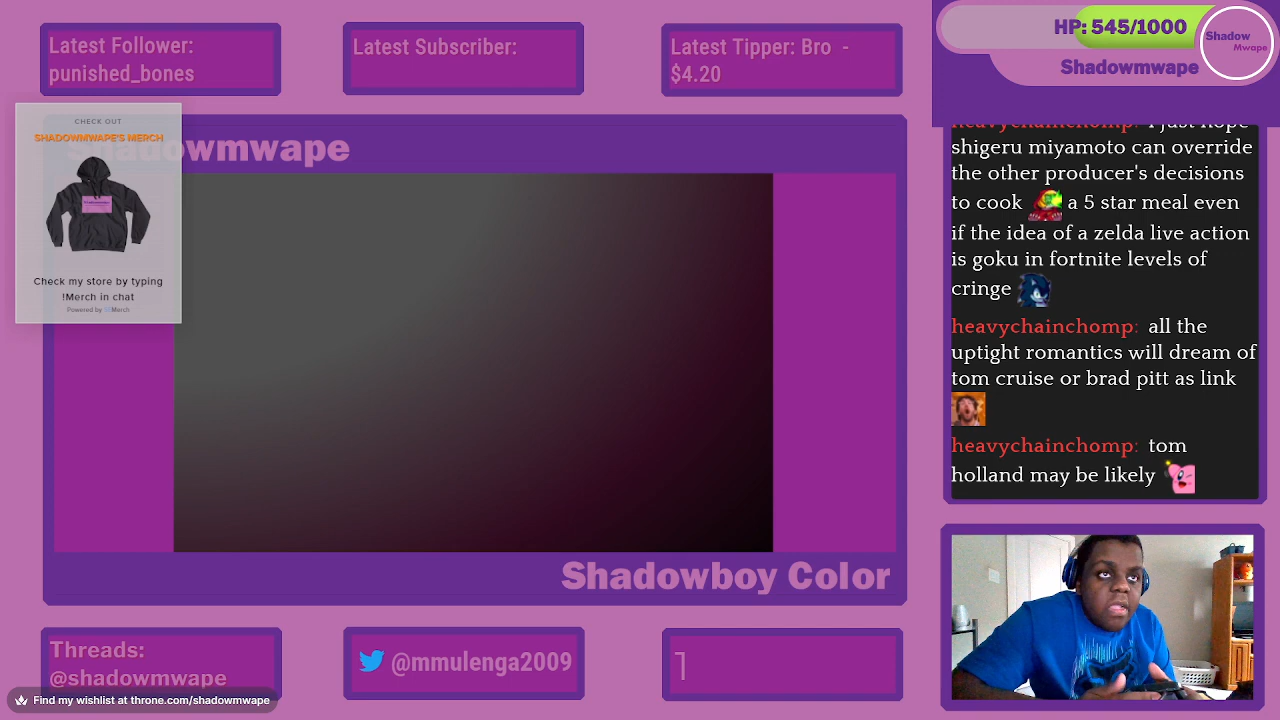 Latest Follower:
punished_bones
Latest Subscriber:
Latest Tipper: Bro -
$4.20
HP: 545/1000
Shadowmwape
Shadow
Mwape
CHECK OUT
SHADOWMWAPE'S MERCH
Check my store by typing
!Merch in chat
Powered by Merch
Shadowmwape
heavychainchomp: I just hope
shigeru miyamoto can override
the other producer's decisions
to cook a 5 star meal even
if the idea of a zelda live action
is goku in fortnite levels of
cringe
heavychainchomp: all the
uptight romantics will dream of
tom cruise or brad pitt as link
heavychainchomp: tom
holland may be likely
Shadowboy Color
Threads:
@shadowmwape
@mmulenga2009
1
Find my wishlist at throne.com/shadowmwape